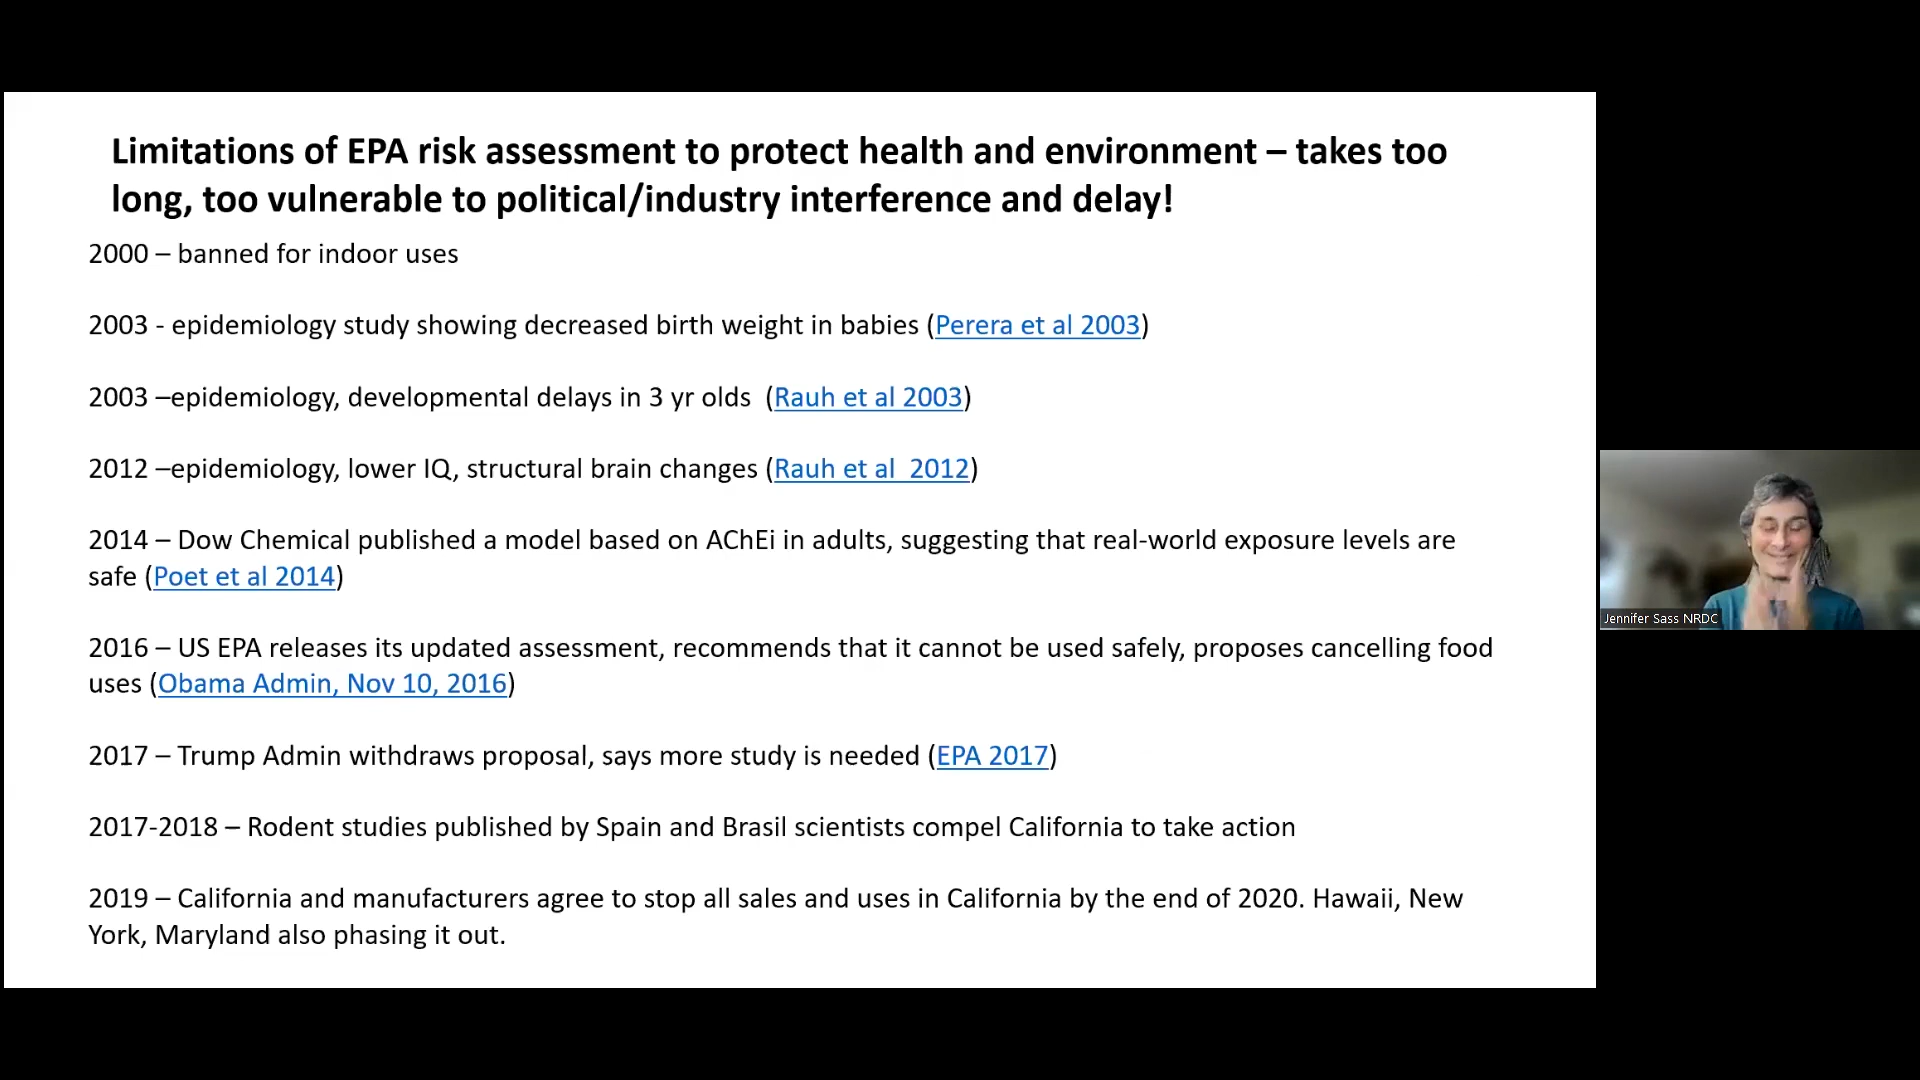 Limitations of EPA risk assessment to protect health and environment – takes too
long, too vulnerable to political/industry interference and delay!
2000 – banned for indoor uses
2003 - epidemiology study showing decreased birth weight in babies (Perera et al 2003)
2003 –epidemiology, developmental delays in 3 yr olds  (Rauh et al 2003)
2012 –epidemiology, lower IQ, structural brain changes (Rauh et al  2012)
2014 – Dow Chemical published a model based on AChEi in adults, suggesting that real-world exposure levels are
safe (Poet et al 2014)
2016 – US EPA releases its updated assessment, recommends that it cannot be used safely, proposes cancelling food
uses (Obama Admin, Nov 10, 2016)
2017 – Trump Admin withdraws proposal, says more study is needed (EPA 2017)
2017-2018 – Rodent studies published by Spain and Brasil scientists compel California to take action
2019 – California and manufacturers agree to stop all sales and uses in California by the end of 2020. Hawaii, New
York, Maryland also phasing it out.
Jennifer Sass NRDC